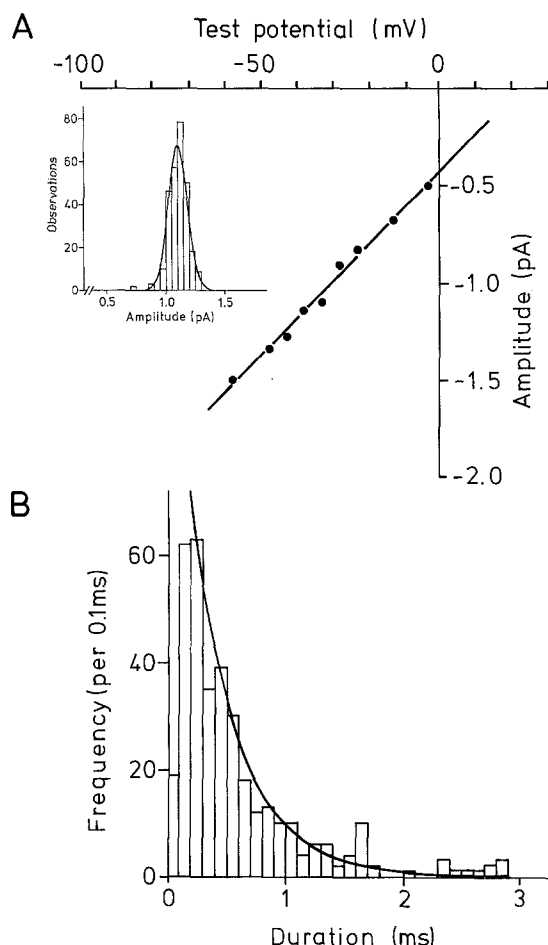 A
Test potential (mV)
-100
-50
0
80
60
40
20
0
Observations
0.5
1.0
1.5
Amplitude (pA)
-0.5
-1.0
-1.5
-2.0
Amplitude (pA)
B
60
40
20
0
Frequency (per 0.1ms)
0
1
2
3
Duration (ms)